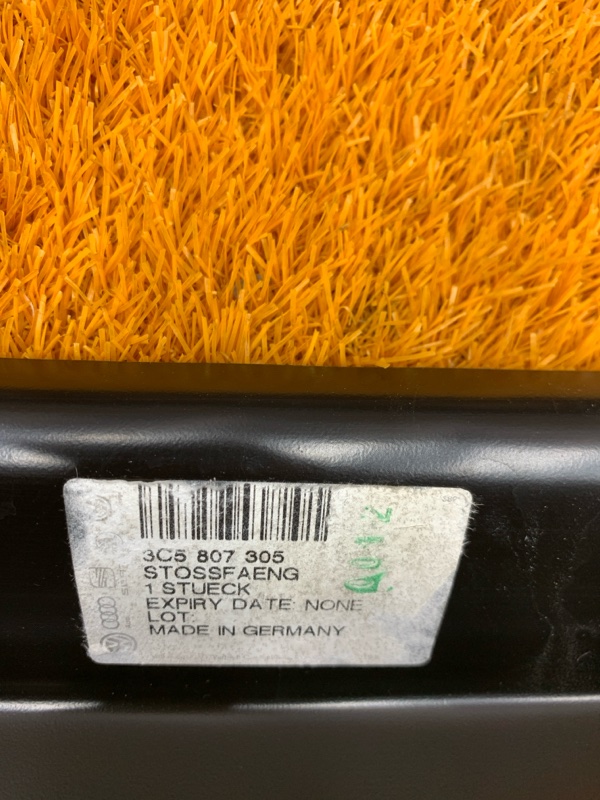 3C5 807 305
STOSSFAENG
1 STUECK
EXPIRY DATE: NONE
LOT:
MADE IN GERMANY